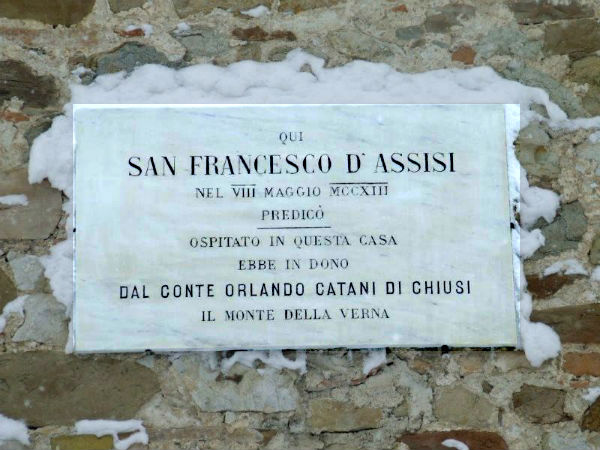 QUI
SAN FRANCESCO D'ASSISI
NEL VIII MAGGIO MCCXIII
PREDICÒ
OSPITATO IN QUESTA CASA
EBBE IN DONO
DAL CONTE ORLANDO CATANI DI CHIUSI
IL MONTE DELLA VERNA